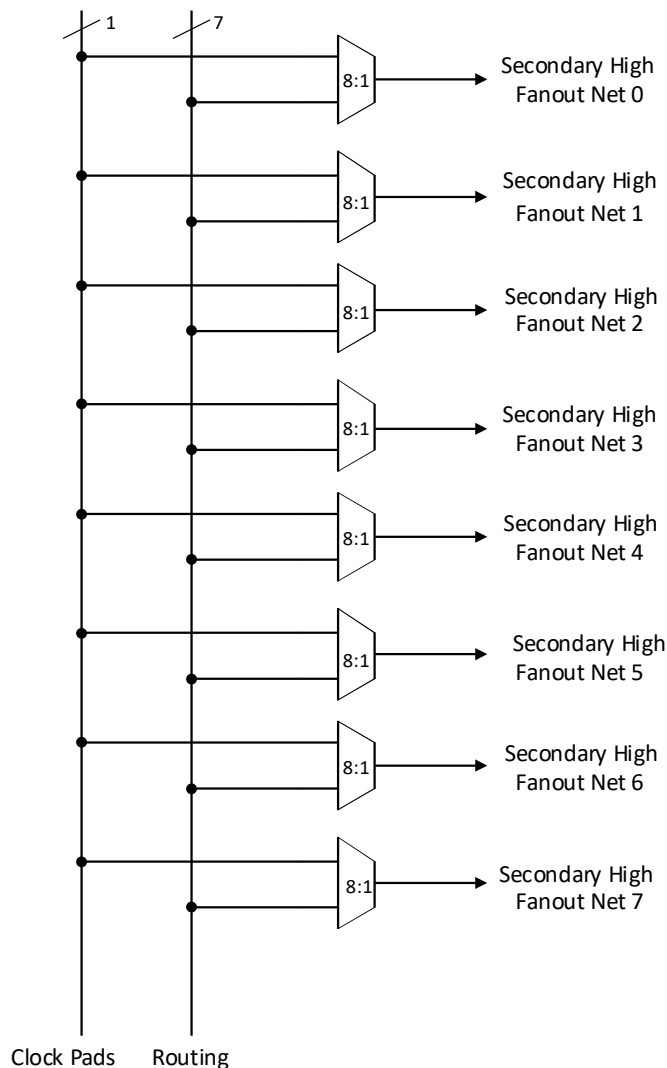 1
7
8:1
Secondary High
Fanout Net 0
8:1
Secondary High
Fanout Net 1
8:1
Secondary High
Fanout Net 2
8:1
Secondary High
Fanout Net 3
8:1
Secondary High
Fanout Net 4
8:1
Secondary High
Fanout Net 5
8:1
Secondary High
Fanout Net 6
8:1
Secondary High
Fanout Net 7
Clock Pads
Routing